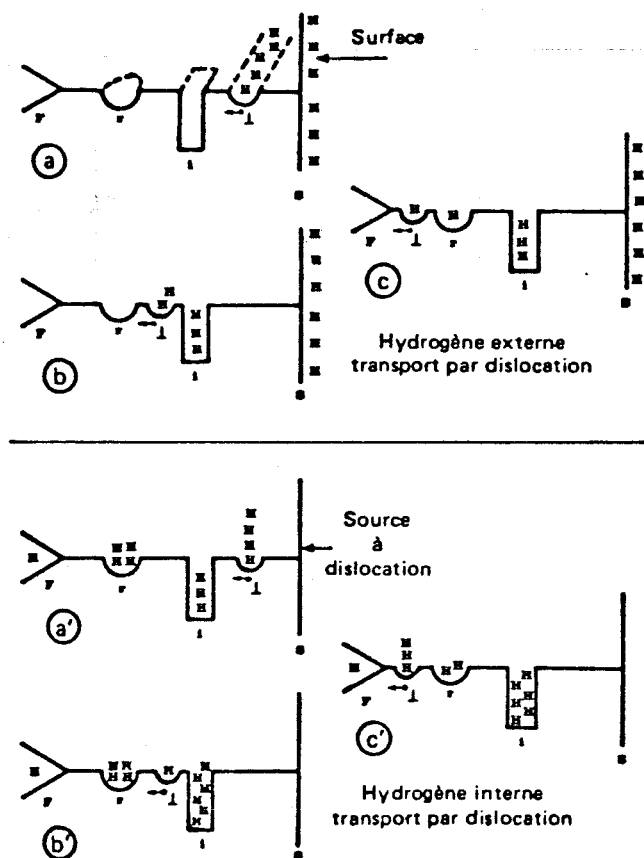 Surface
F
r
i
⊥
s
a
F
r
i
⊥
s
c
F
r
i
⊥
s
b
Hydrogène externe
transport par dislocation
Source
à
dislocation
H
F
r
i
⊥
s
a'
H
F
r
i
⊥
s
c'
H
F
r
i
⊥
s
b'
Hydrogène interne
transport par dislocation